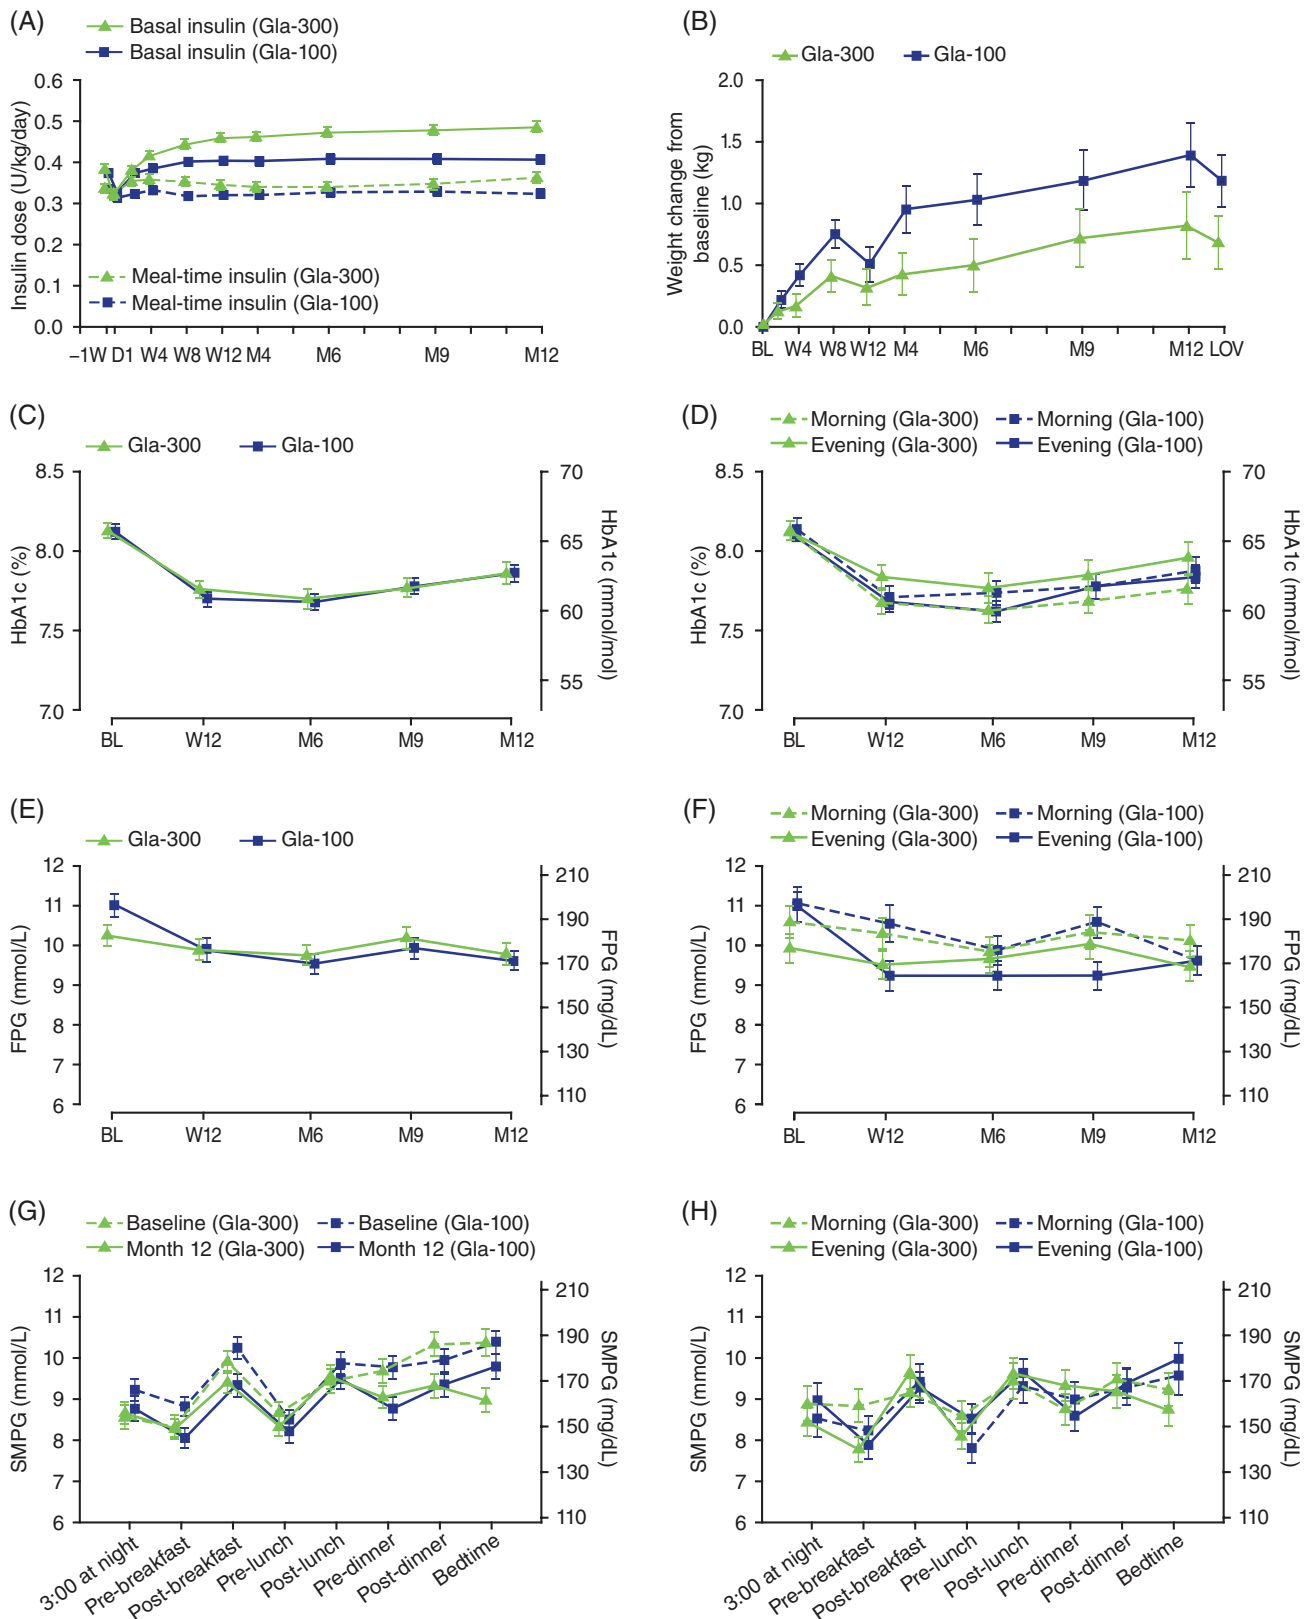 (A)
Basal insulin (Gla-300)
Basal insulin (Gla-100)
Insulin dose (U/kg/day)
0.6
0.5
0.4
0.3
0.2
0.1
0.0
Meal-time insulin (Gla-300)
Meal-time insulin (Gla-100)
–1W D1 W4 W8 W12 M4 M6 M9 M12
(B)
Gla-300 Gla-100
Weight change from
baseline (kg)
2.0
1.5
1.0
0.5
0.0
BL W4 W8 W12 M4 M6 M9 M12 LOV
(C)
Gla-300 Gla-100
HbA1c (%)
8.5
8.0
7.5
7.0
HbA1c (mmol/mol)
70
65
60
55
BL W12 M6 M9 M12
(D)
Morning (Gla-300) Morning (Gla-100)
Evening (Gla-300) Evening (Gla-100)
HbA1c (%)
8.5
8.0
7.5
7.0
HbA1c (mmol/mol)
70
65
60
55
BL W12 M6 M9 M12
(E)
Gla-300 Gla-100
FPG (mmol/L)
12
11
10
9
8
7
6
FPG (mg/dL)
210
190
170
150
130
110
BL W12 M6 M9 M12
(F)
Morning (Gla-300) Morning (Gla-100)
Evening (Gla-300) Evening (Gla-100)
FPG (mmol/L)
12
11
10
9
8
7
6
FPG (mg/dL)
210
190
170
150
130
110
BL W12 M6 M9 M12
(G)
Baseline (Gla-300) Baseline (Gla-100)
Month 12 (Gla-300) Month 12 (Gla-100)
SMPG (mmol/L)
12
11
10
9
8
7
6
SMPG (mg/dL)
210
190
170
150
130
110
3:00 at night
Pre-breakfast
Post-breakfast
Pre-lunch
Post-lunch
Pre-dinner
Post-dinner
Bedtime
(H)
Morning (Gla-300) Morning (Gla-100)
Evening (Gla-300) Evening (Gla-100)
SMPG (mmol/L)
12
11
10
9
8
7
6
SMPG (mg/dL)
210
190
170
150
130
110
3:00 at night
Pre-breakfast
Post-breakfast
Pre-lunch
Post-lunch
Pre-dinner
Post-dinner
Bedtime